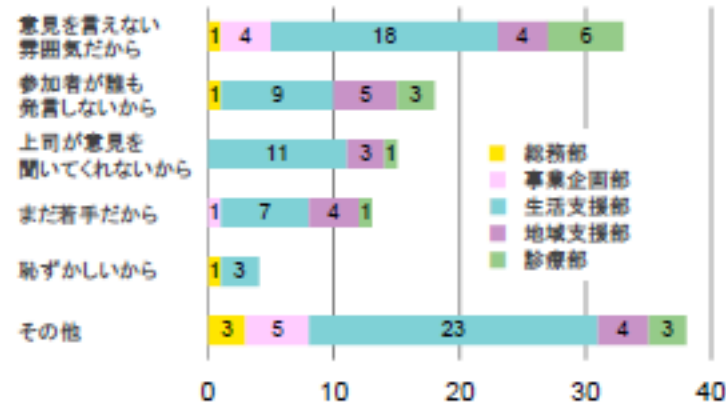 意見を言えない
雰囲気だから
1 4 18 4 6
参加者が誰も
発言しないから
1 9 5 3
上司が意見を
聞いてくれないから
11 3 1
まだ若手だから
1 7 4 1
恥ずかしいから
1 3
その他
3 5 23 4 3
総務部
事業企画部
生活支援部
地域支援部
診療部
0 10 20 30 40